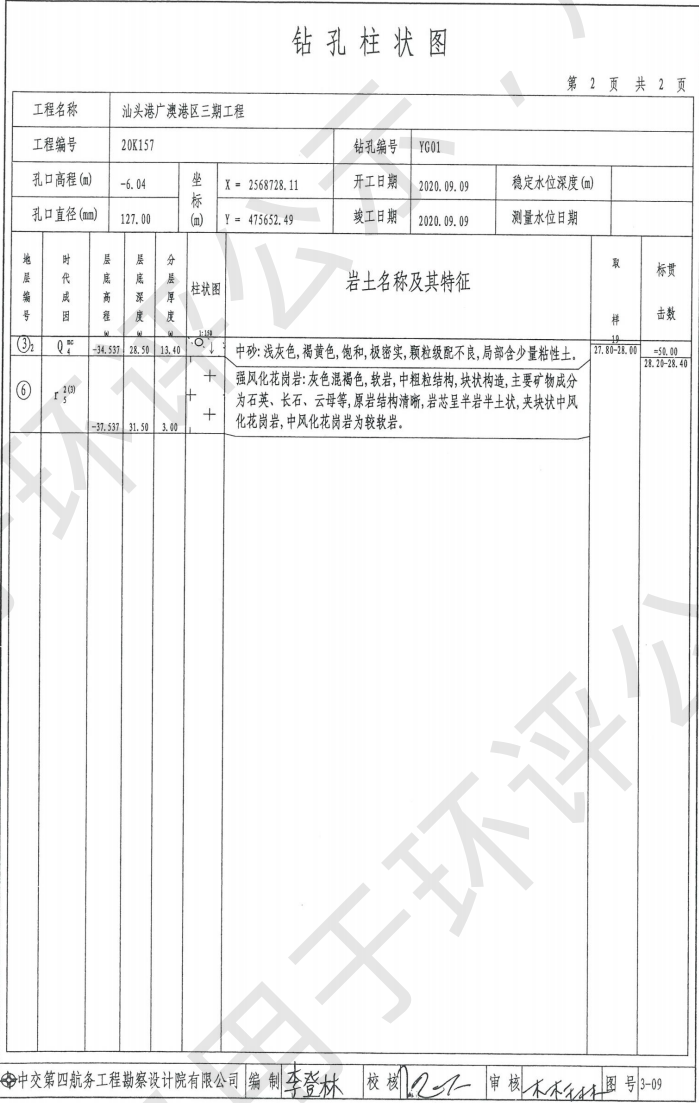 钻孔柱状图
第 2 页 共 2 页
工程名称 汕头港广澳港区三期工程
工程编号 20K157 钻孔编号 YG01
孔口高程(m) -6.04 坐标(m) X = 2568728.11 开工日期 2020.09.09 稳定水位深度(m)
孔口直径(mm) 127.00 Y = 475652.49 竣工日期 2020.09.09 测量水位日期
地层编号 时代成因 层底高程 层底深度 分层厚度 柱状图 岩土名称及其特征 取样 标贯击数
1:150 19
③2 Q 4 mc -34.537 28.50 13.40 中砂:浅灰色,褐黄色,饱和,极密实,颗粒级配不良,局部含少量粘性土。 27.80-28.00 =50.00
28.20-28.40
⑥ r 5 2(3) -37.537 31.50 3.00 强风化花岗岩:灰色混褐色,软岩,中粗粒结构,块状构造,主要矿物成分
为石英、长石、云母等,原岩结构清晰,岩芯呈半岩半土状,夹块状中风
化花岗岩,中风化花岗岩为较软岩。
中交第四航务工程勘察设计院有限公司 编制 李登林 校核 审核 图号 3-09
用于环评公示